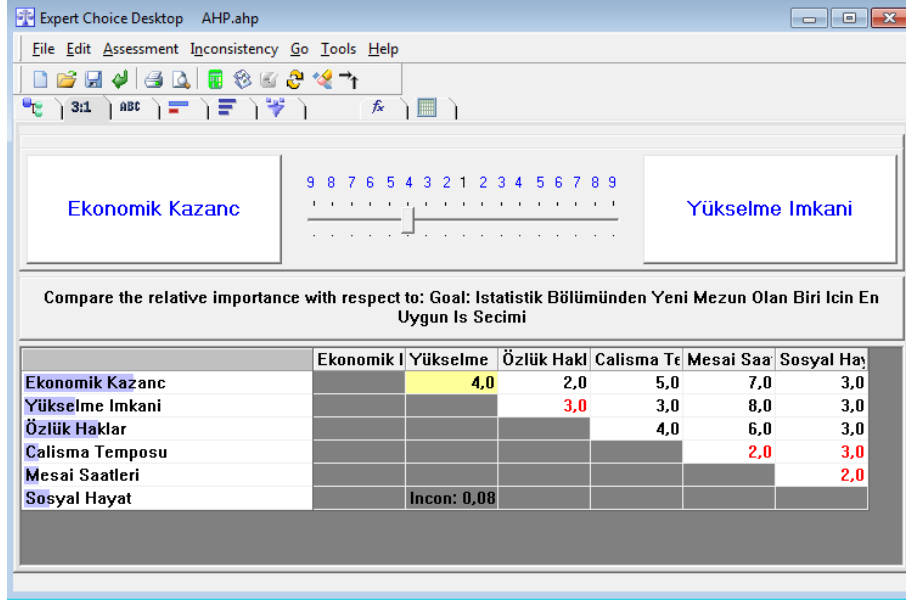 Expert Choice Desktop AHP.ahp
File Edit Assessment Inconsistency Go Tools Help
3:1 ABC fx
9 8 7 6 5 4 3 2 1 2 3 4 5 6 7 8 9
Ekonomik Kazanc
Yükselme Imkani
Compare the relative importance with respect to: Goal: Istatistik Bölümünden Yeni Mezun Olan Biri Icin En
Uygun Is Secimi
Ekonomik I Yükselme Özlük Hakl Calisma Te Mesai Saa Sosyal Hay
Ekonomik Kazanc 4,0 2,0 5,0 7,0 3,0
Yükselme Imkani 3,0 3,0 8,0 3,0
Özlük Haklar 4,0 6,0 3,0
Calisma Temposu 2,0 3,0
Mesai Saatleri 2,0
Sosyal Hayat Incon: 0,08